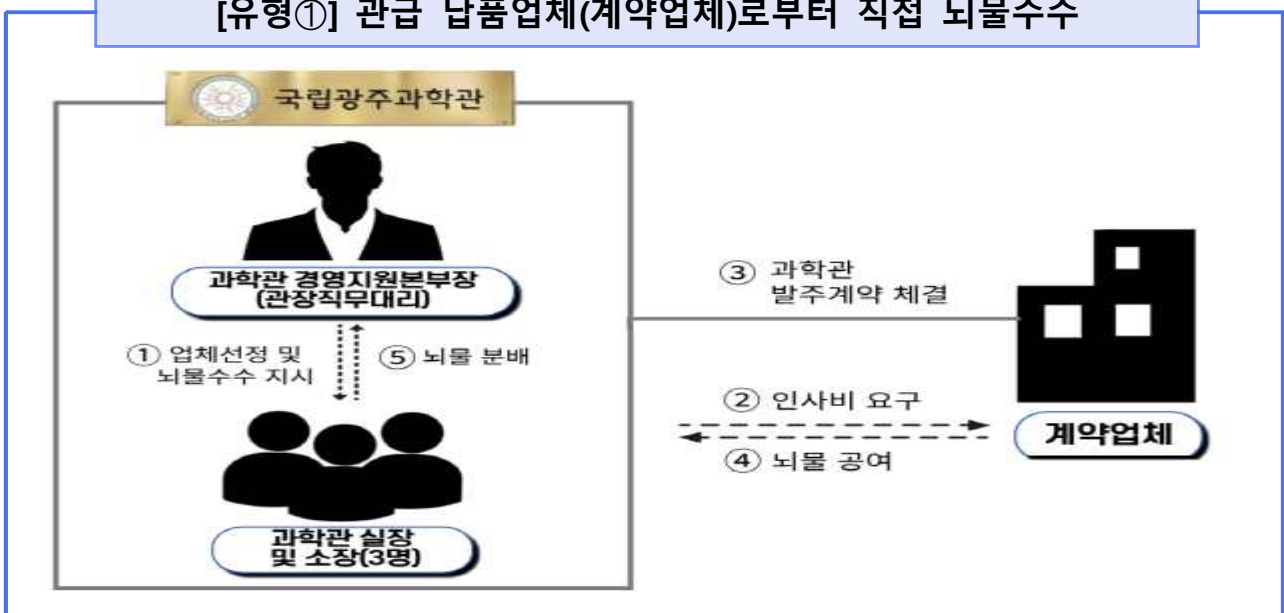 [유형①] 관급 납품업체(계약업체)로부터 직접 뇌물수수
국립광주과학관
과학관 경영지원본부장
(관장직무대리)
① 업체선정 및
뇌물수수 지시
⑤ 뇌물 분배
과학관 실장
및 소장(3명)
③ 과학관
발주계약 체결
② 인사비 요구
④ 뇌물 공여
계약업체